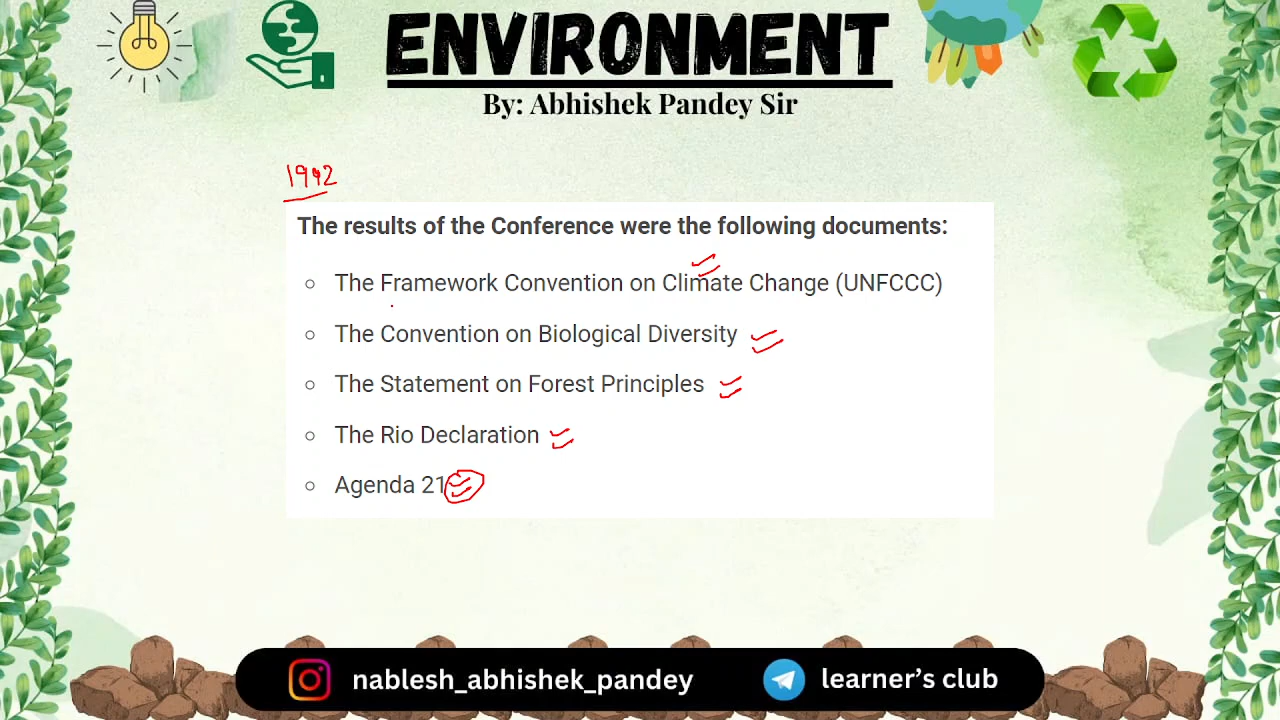 ENVIRONMENT
By: Abhishek Pandey Sir
1992
The results of the Conference were the following documents:
The Framework Convention on Climate Change (UNFCCC)
The Convention on Biological Diversity
The Statement on Forest Principles
The Rio Declaration
Agenda 21
nablesh_abhishek_pandey
learner's club